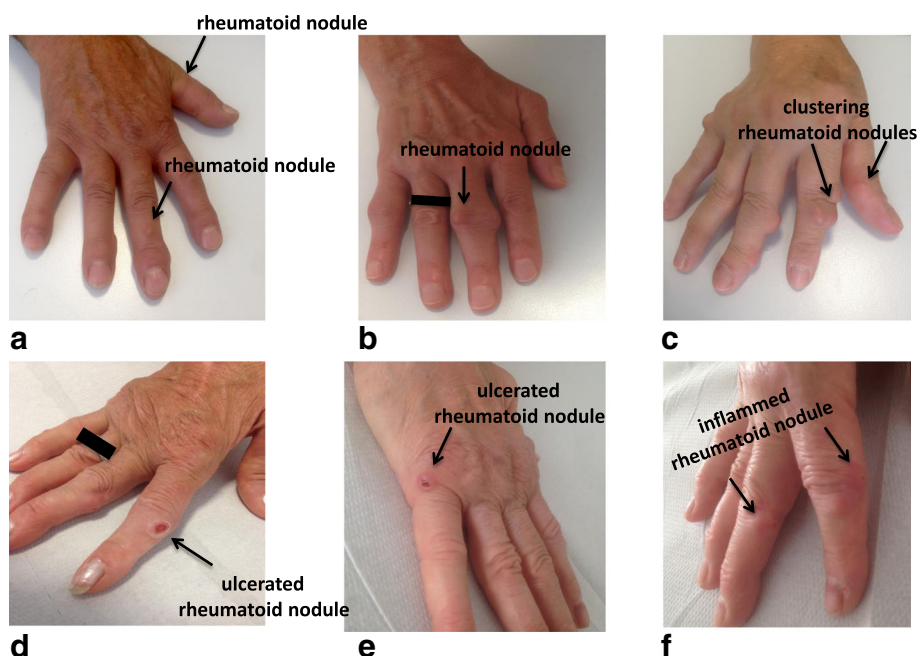 rheumatoid nodule
rheumatoid nodule
a
rheumatoid nodule
b
clustering
rheumatoid nodules
c
ulcerated
rheumatoid nodule
d
ulcerated
rheumatoid nodule
e
inflammed
rheumatoid nodule
f